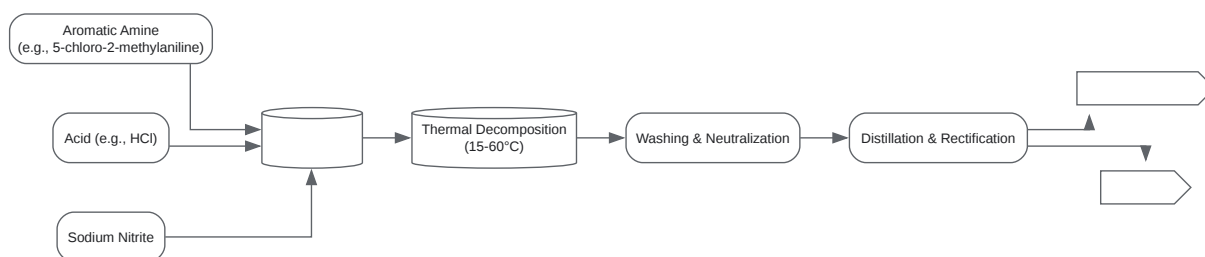 Aromatic Amine
(e.g., 5-chloro-2-methylaniline)
Acid (e.g., HCl)
Thermal Decomposition
(15-60°C)
Washing & Neutralization
Distillation & Rectification
Sodium Nitrite